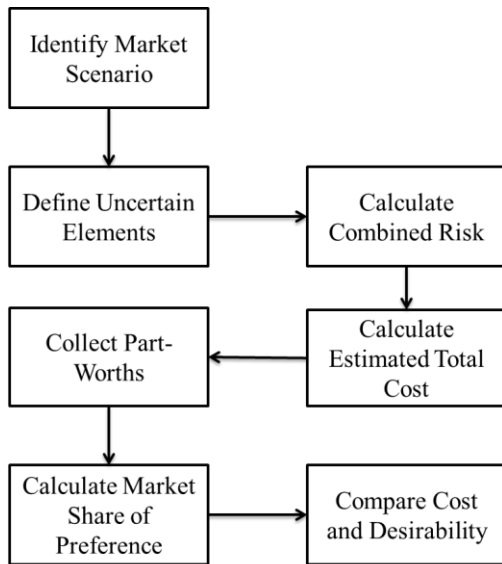 Identify Market
Scenario
Define Uncertain
Elements
Calculate
Combined Risk
Calculate
Estimated Total
Cost
Collect Part-
Worths
Calculate Market
Share of
Preference
Compare Cost
and Desirability